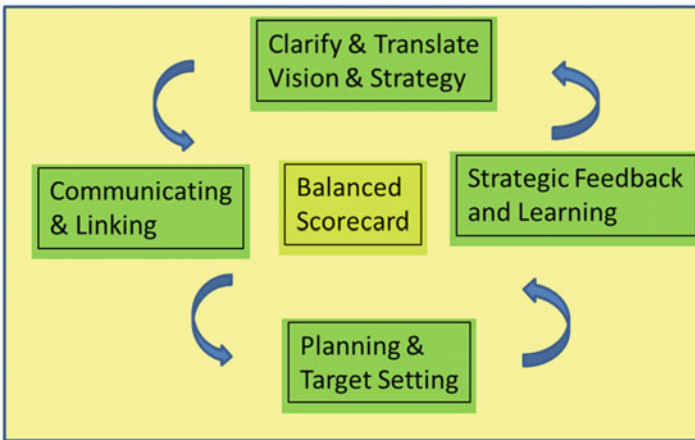 Clarify & Translate
Vision & Strategy
Communicating
& Linking
Balanced
Scorecard
Strategic Feedback
and Learning
Planning &
Target Setting